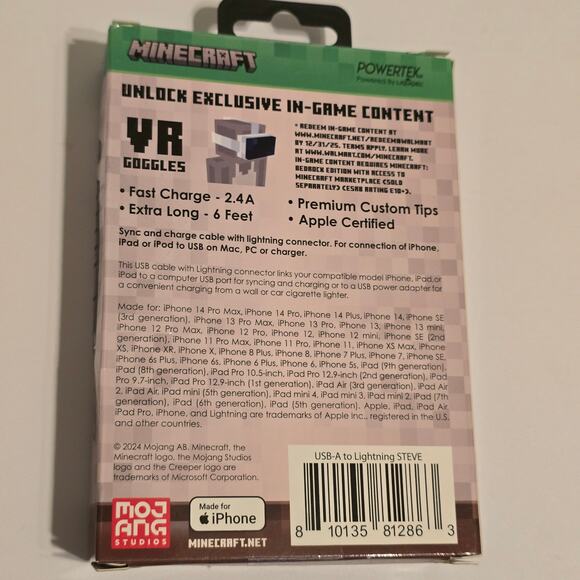 MINECRAFT
POWERTEK
UNLOCK EXCLUSIVE IN-GAME CONTENT
VR
GOGGLES
* REDEEM IN-GAME CONTENT AT
WWW.MINECRAFT.NET/REDEEMWALMART
BY 12/31/25. TERMS APPLY. LEARN MORE
AT WWW.WALMART.COM/MINECRAFT.
IN-GAME CONTENT REQUIRES MINECRAFT:
BEDROCK EDITION WITH ACCESS TO
MINECRAFT MARKETPLACE (SOLD
SEPARATELY) (ESRB RATING E10+).
• Fast Charge - 2.4A
• Extra Long - 6 Feet
• Premium Custom Tips
• Apple Certified
Sync and charge cable with lightning connector. For connection of iPhone,
iPad or iPod to USB on Mac, PC or charger.
This USB cable with Lightning connector links your compatible model iPhone, iPad,or
iPod to a computer USB port for syncing and charging or to a USB power adapter for
a convenient charging from a wall or car cigarette lighter.
Made for: iPhone 14 Pro Max, iPhone 14 Pro, iPhone 14 Plus, iPhone 14, iPhone SE
(3rd generation), iPhone 13 Pro Max, iPhone 13 Pro, iPhone 13, iPhone 13 mini,
iPhone 12 Pro Max, iPhone 12 Pro, iPhone 12, iPhone 12 mini, iPhone SE (2nd
generation), iPhone 11 Pro Max, iPhone 11 Pro, iPhone 11, iPhone XS Max, iPhone
XS, iPhone XR, iPhone X, iPhone 8 Plus, iPhone 8, iPhone 7 Plus, iPhone 7, iPhone SE,
iPhone 6s Plus, iPhone 6s, iPhone 6 Plus, iPhone 6, iPhone 5s, iPad (9th generation),
iPad (8th generation), iPad Pro 10.5-inch, iPad Pro 12.9-inch (2nd generation), iPad
Pro 9.7-inch, iPad Pro 12.9-inch (1st generation), iPad Air (3rd generation), iPad Air
2, iPad Air, iPad mini (5th generation), iPad mini 4, iPad mini 3, iPad mini 2, iPad (7th
generation), iPad (6th generation), iPad (5th generation). Apple, iPad, iPad Air,
iPad Pro, iPhone, and Lightning are trademarks of Apple Inc., registered in the U.S.
and other countries.
© 2024 Mojang AB. Minecraft, the
Minecraft logo, the Mojang Studios
logo and the Creeper logo are
trademarks of Microsoft Corporation.
USB-A to Lightning STEVE
8 10135 81286 3
MOJ
ANG
STUDIOS
Made for
iPhone
MINECRAFT.NET